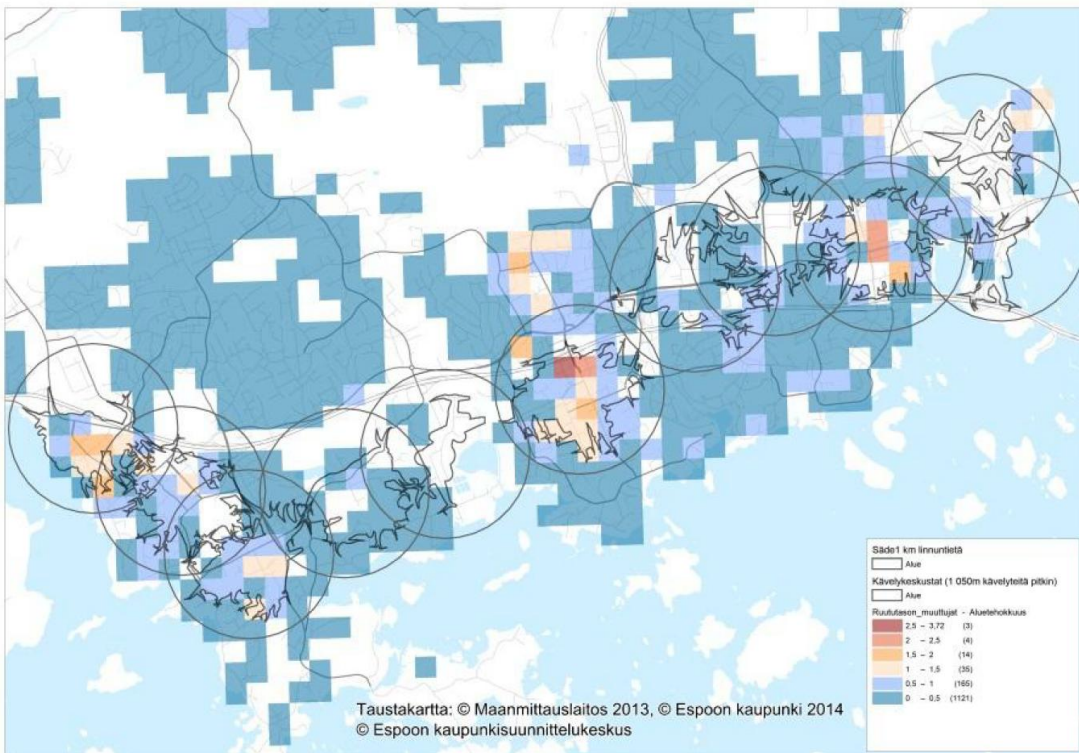 Säde1 km linnuntietä
Alue
Kävelykeskustat (1 050m kävelyteitä pitkin)
Alue
Ruututason_muuttujat - Aluetehokkuus
2,5 - 3,72 (3)
2 - 2,5 (4)
1,5 - 2 (14)
1 - 1,5 (35)
0,5 - 1 (165)
0 - 0,5 (1121)
Taustakartta: © Maanmittauslaitos 2013, © Espoon kaupunki 2014
© Espoon kaupunkisuunnittelukeskus